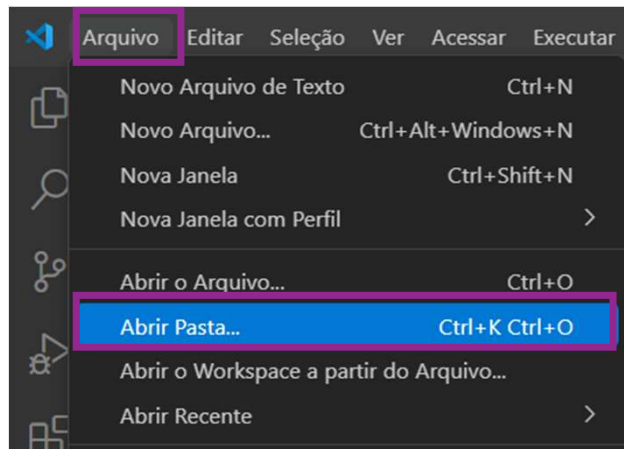 Arquivo Editar Seleção Ver Acessar Executar
Novo Arquivo de Texto Ctrl+N
Novo Arquivo... Ctrl+Alt+Windows+N
Nova Janela Ctrl+Shift+N
Nova Janela com Perfil >
Abrir o Arquivo... Ctrl+O
Abrir Pasta... Ctrl+K Ctrl+O
Abrir o Workspace a partir do Arquivo...
Abrir Recente >